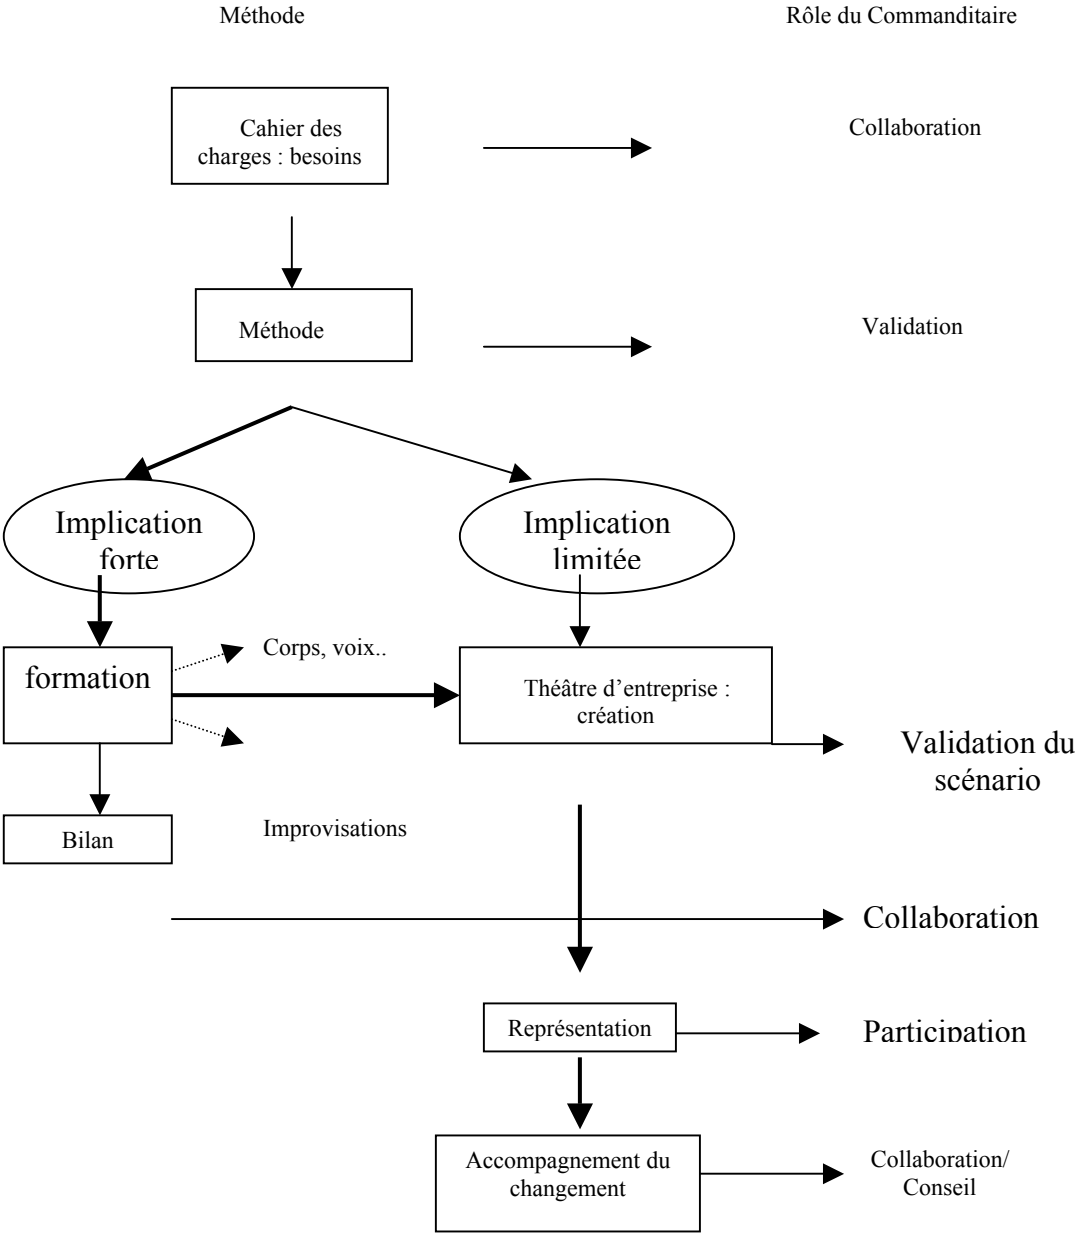 Méthode
Rôle du Commanditaire
Cahier des
charges : besoins
Collaboration
Méthode
Validation
Implication
forte
Implication
limitée
formation
Corps, voix..
Théâtre d’entreprise :
création
Validation du
scénario
Improvisations
Bilan
Collaboration
Représentation
Participation
Accompagnement du
changement
Collaboration/
Conseil